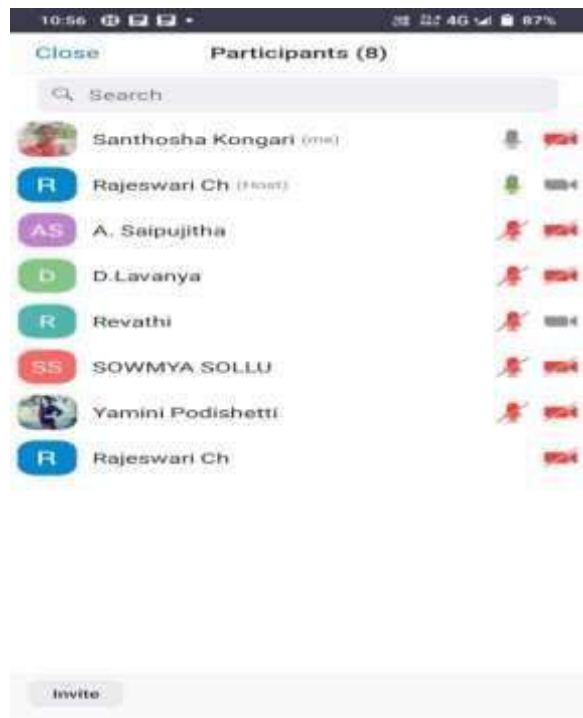 10:56 4G 87%
Close Participants (8)
Search
Santhosha Kongari (me)
R Rajeswari Ch (Host)
AS A. Saipujitha
D D.Lavanya
R Revathi
SS SOWMYA SOLLU
Yamini Podishetti
R Rajeswari Ch
Invite